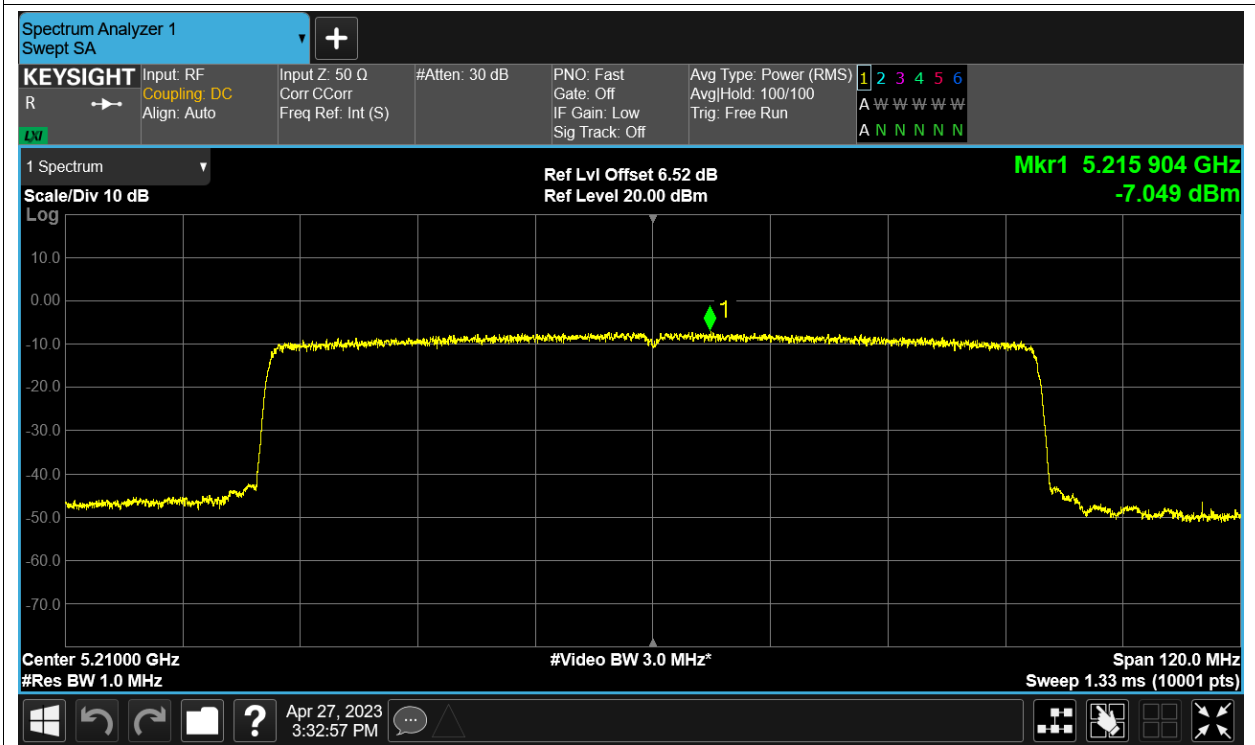 Spectrum Analyzer 1
Swept SA
KEYSIGHT
R
LXI
Input: RF
Coupling: DC
Align: Auto
Input Z: 50 Ω
Corr CCorr
Freq Ref: Int (S)
#Atten: 30 dB
PNO: Fast
Gate: Off
IF Gain: Low
Sig Track: Off
Avg Type: Power (RMS)
Avg|Hold: 100/100
Trig: Free Run
1 2 3 4 5 6
A W W W W W
A N N N N N
1 Spectrum
Scale/Div 10 dB
Log
Ref Lvl Offset 6.52 dB
Ref Level 20.00 dBm
Mkr1 5.215 904 GHz
-7.049 dBm
10.0
0.00
-10.0
-20.0
-30.0
-40.0
-50.0
-60.0
-70.0
1
Center 5.21000 GHz
#Res BW 1.0 MHz
#Video BW 3.0 MHz*
Span 120.0 MHz
Sweep 1.33 ms (10001 pts)
?
Apr 27, 2023
3:32:57 PM